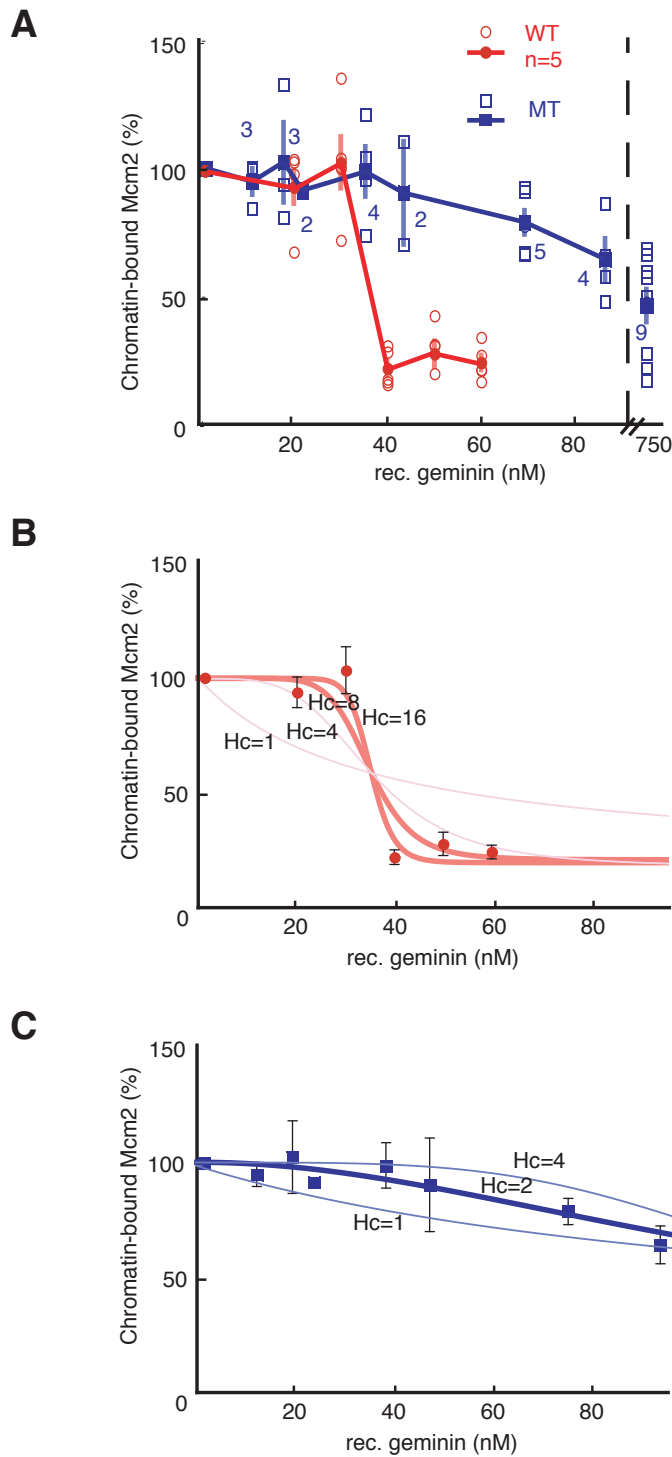 A
WT
n=5
MT
150
100
50
0
Chromatin-bound Mcm2 (%)
3
3
2
4
2
5
4
9
20
40
60
80
750
rec. geminin (nM)
B
150
100
50
0
Chromatin-bound Mcm2 (%)
Hc=8
Hc=16
Hc=4
Hc=1
20
40
60
80
rec. geminin (nM)
C
150
100
50
0
Chromatin-bound Mcm2 (%)
Hc=4
Hc=2
Hc=1
20
40
60
80
rec. geminin (nM)